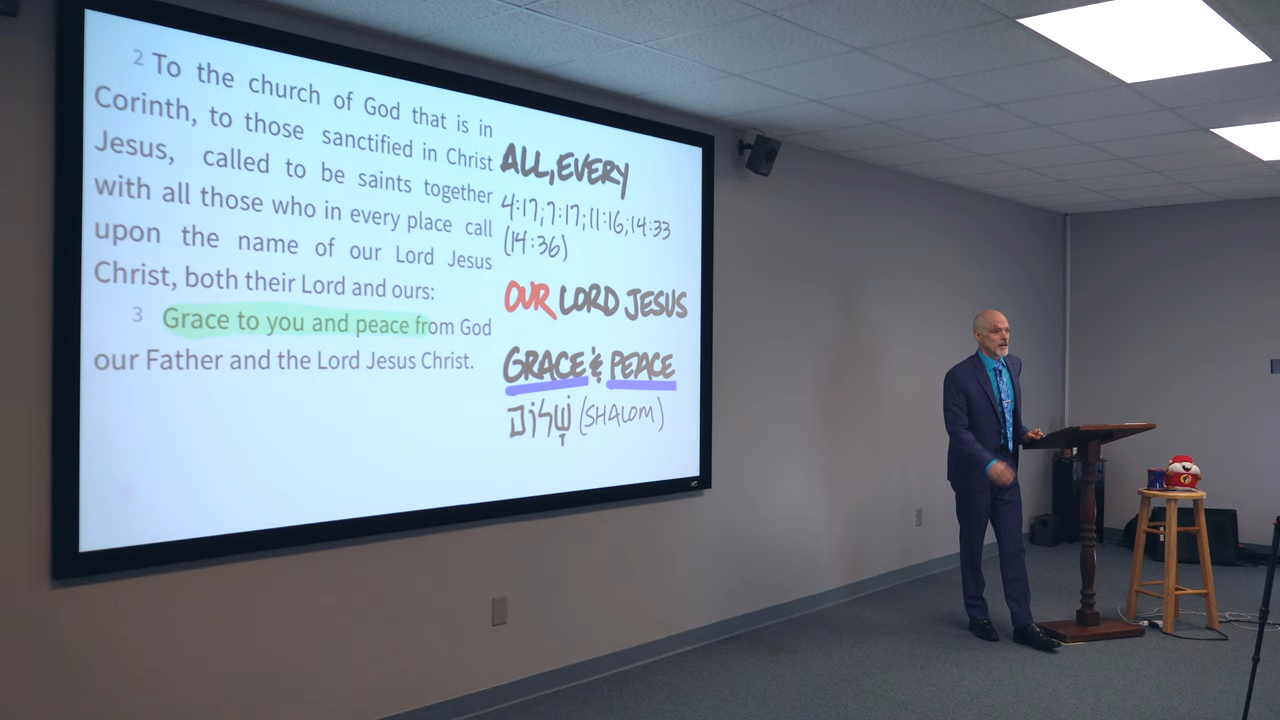 2 To the church of God that is in
Corinth, to those sanctified in Christ
Jesus, called to be saints together
with all those who in every place call
upon the name of our Lord Jesus
Christ, both their Lord and ours:
3 Grace to you and peace from God
our Father and the Lord Jesus Christ.
ALL, EVERY
4:17; 7:17; 11:16; 14:33
(14:36)
OUR LORD JESUS
GRACE & PEACE
שָׁלוֹם (SHALOM)